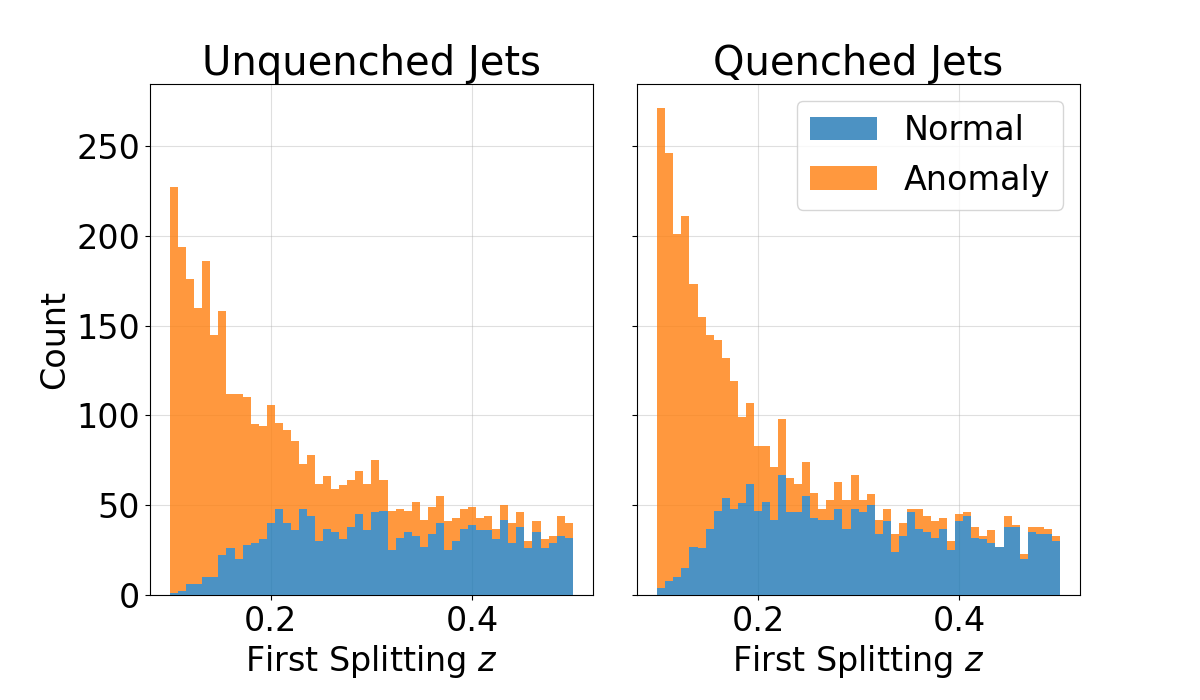 Unquenched Jets
Quenched Jets
Normal
Anomaly
Count
250
200
150
100
50
0
0.2
0.4
0.2
0.4
First Splitting z
First Splitting z